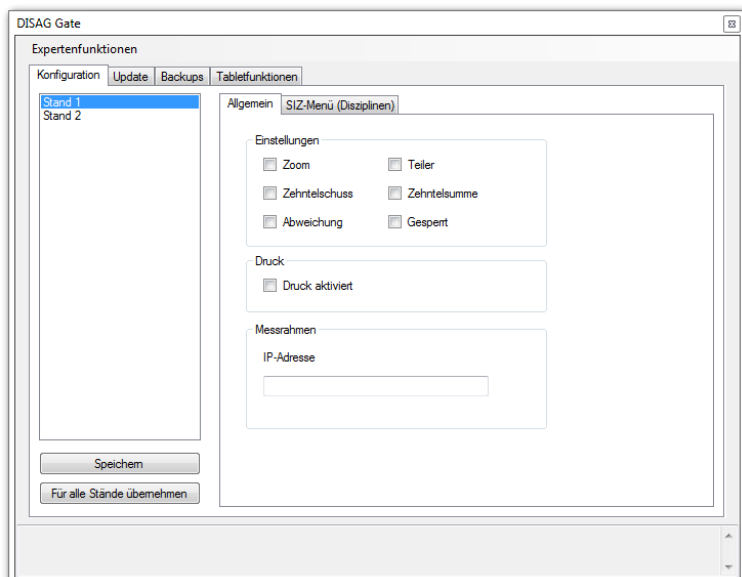 DISAG Gate
Expertenfunktionen
Konfiguration Update Backups Tabletfunktionen
Stand 1
Stand 2
Allgemein SIZ-Menü (Disziplinen)
Einstellungen
Zoom Teiler
Zehntelschuss Zehntelsumme
Abweichung Gesperrt
Druck
Druck aktiviert
Messrahmen
IP-Adresse
Speichern
Für alle Stände übernehmen